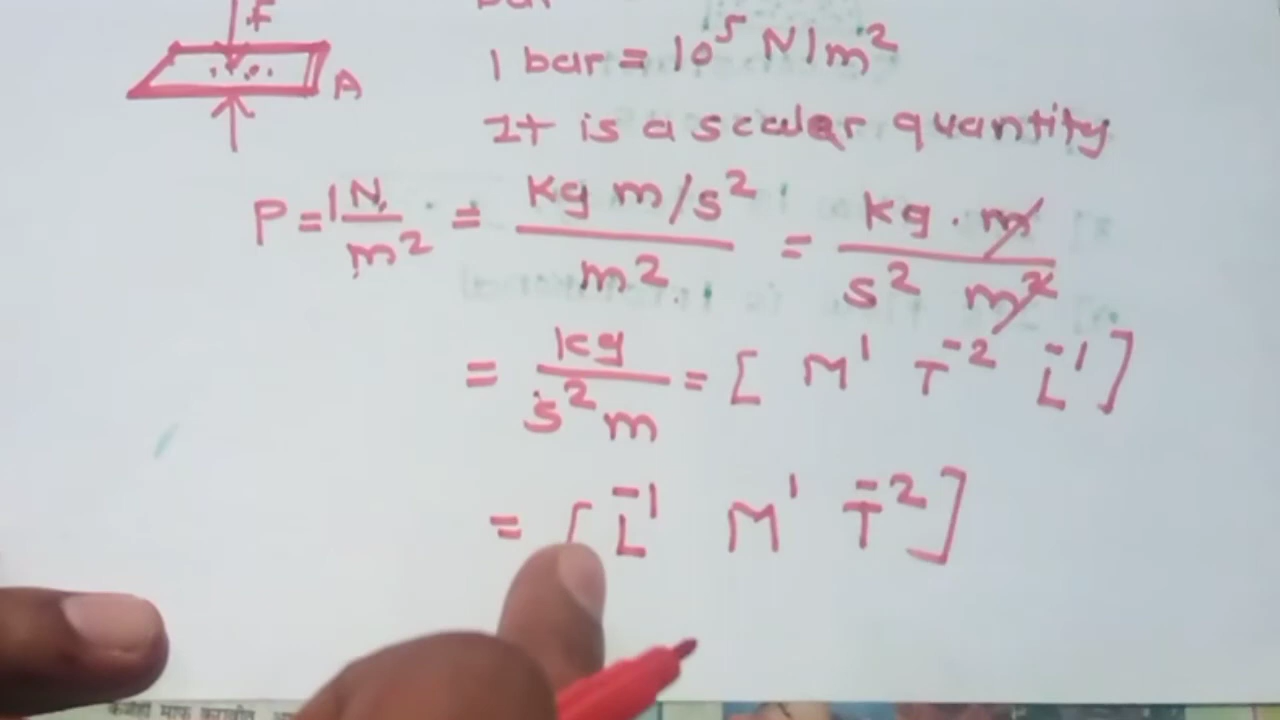 F
A
1 bar = 10⁵ N/m²
It is a scalar quantity
P = 1 N/m² = kg m/s² / m² = kg . m / s² m²
= kg / s² m = [ M¹ T⁻² L⁻¹ ]
= [ L⁻¹ M¹ T⁻² ]